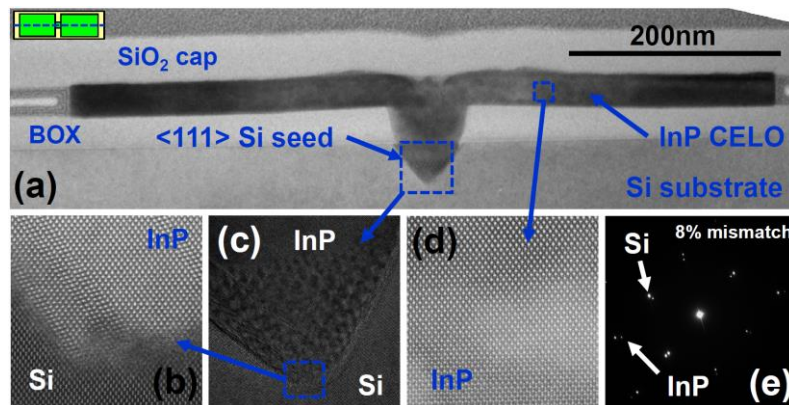 SiO₂ cap
200nm
BOX
<111> Si seed
InP CELO
(a)
Si substrate
InP
Si
(b)
(c)
InP
Si
(d)
InP
8% mismatch
Si
InP
(e)